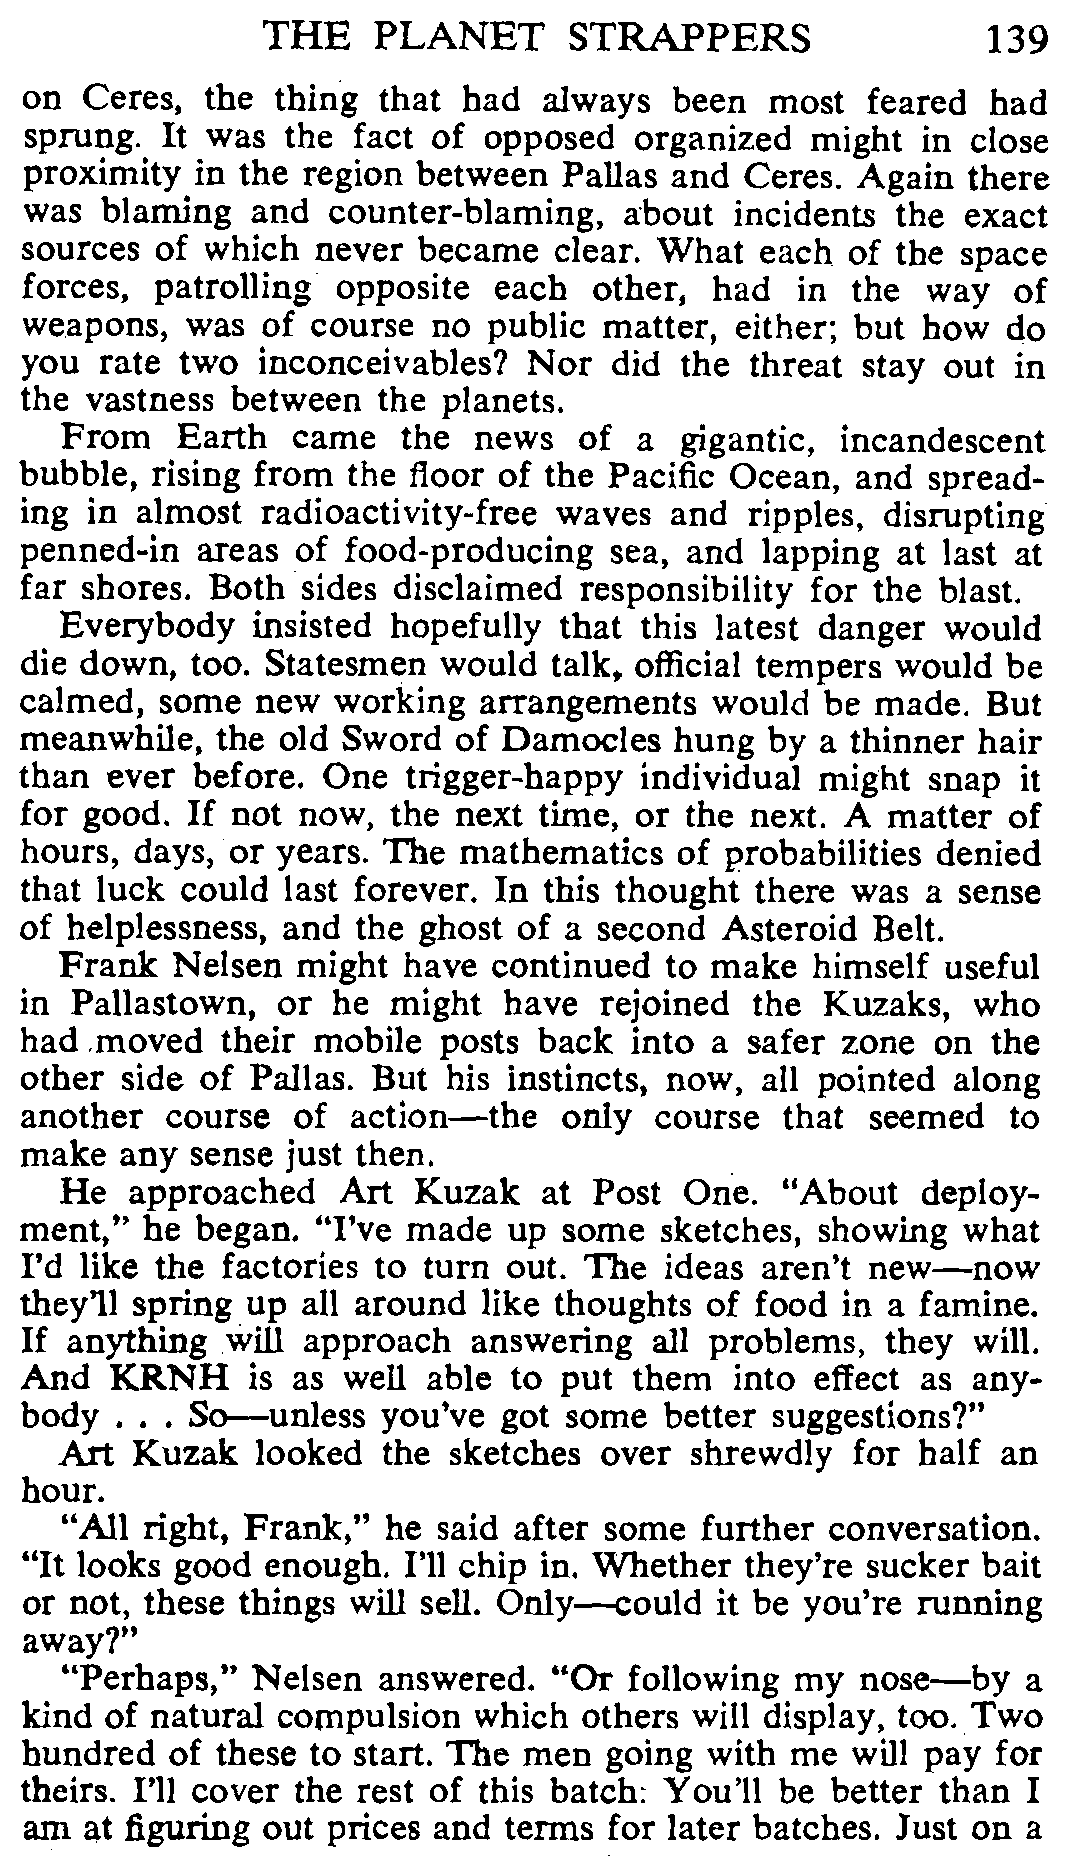 THE PLANET STRAPPERS 139
on Ceres, the thing that had always been most feared had
sprung. It was the fact of opposed organized might in close
proximity in the region between Pallas and Ceres. Again there
was blaming and counter-blaming, about incidents the exact
sources of which never became clear. What each of the space
forces, patrolling opposite each other, had in the way of
weapons, was of course no public matter, either; but how do
you rate two inconceivables? Nor did the threat stay out in
the vastness between the planets.
From Earth came the news of a gigantic, incandescent
bubble, rising from the floor of the Pacific Ocean, and spread-
ing in almost radioactivity-free waves and ripples, disrupting
penned-in areas of food-producing sea, and lapping at last at
far shores. Both sides disclaimed responsibility for the blast.
Everybody insisted hopefully that this latest danger would
die down, too. Statesmen would talk, official tempers would be
calmed, some new working arrangements would be made. But
meanwhile, the old Sword of Damocles hung by a thinner hair
than ever before. One trigger-happy individual might snap it
for good. If not now, the next time, or the next. A matter of
hours, days, or years. The mathematics of probabilities denied
that luck could last forever. In this thought there was a sense
of helplessness, and the ghost of a second Asteroid Belt.
Frank Nelsen might have continued to make himself useful
in Pallastown, or he might have rejoined the Kuzaks, who
had moved their mobile posts back into a safer zone on the
other side of Pallas. But his instincts, now, all pointed along
another course of action—the only course that seemed to
make any sense just then.
He approached Art Kuzak at Post One. “About deploy-
ment,” he began. “I’ve made up some sketches, showing what
I’d like the factories to turn out. The ideas aren’t new—now
they’ll spring up all around like thoughts of food in a famine.
If anything will approach answering all problems, they will.
And KRNH is as well able to put them into effect as any-
body . . . So—unless you’ve got some better suggestions?”
Art Kuzak looked the sketches over shrewdly for half an
hour.
“All right, Frank,” he said after some further conversation.
“It looks good enough. I’ll chip in. Whether they’re sucker bait
or not, these things will sell. Only—could it be you’re running
away?”
“Perhaps,” Nelsen answered. “Or following my nose—by a
kind of natural compulsion which others will display, too. Two
hundred of these to start. The men going with me will pay for
theirs. I’ll cover the rest of this batch: You’ll be better than I
am at figuring out prices and terms for later batches. Just on a